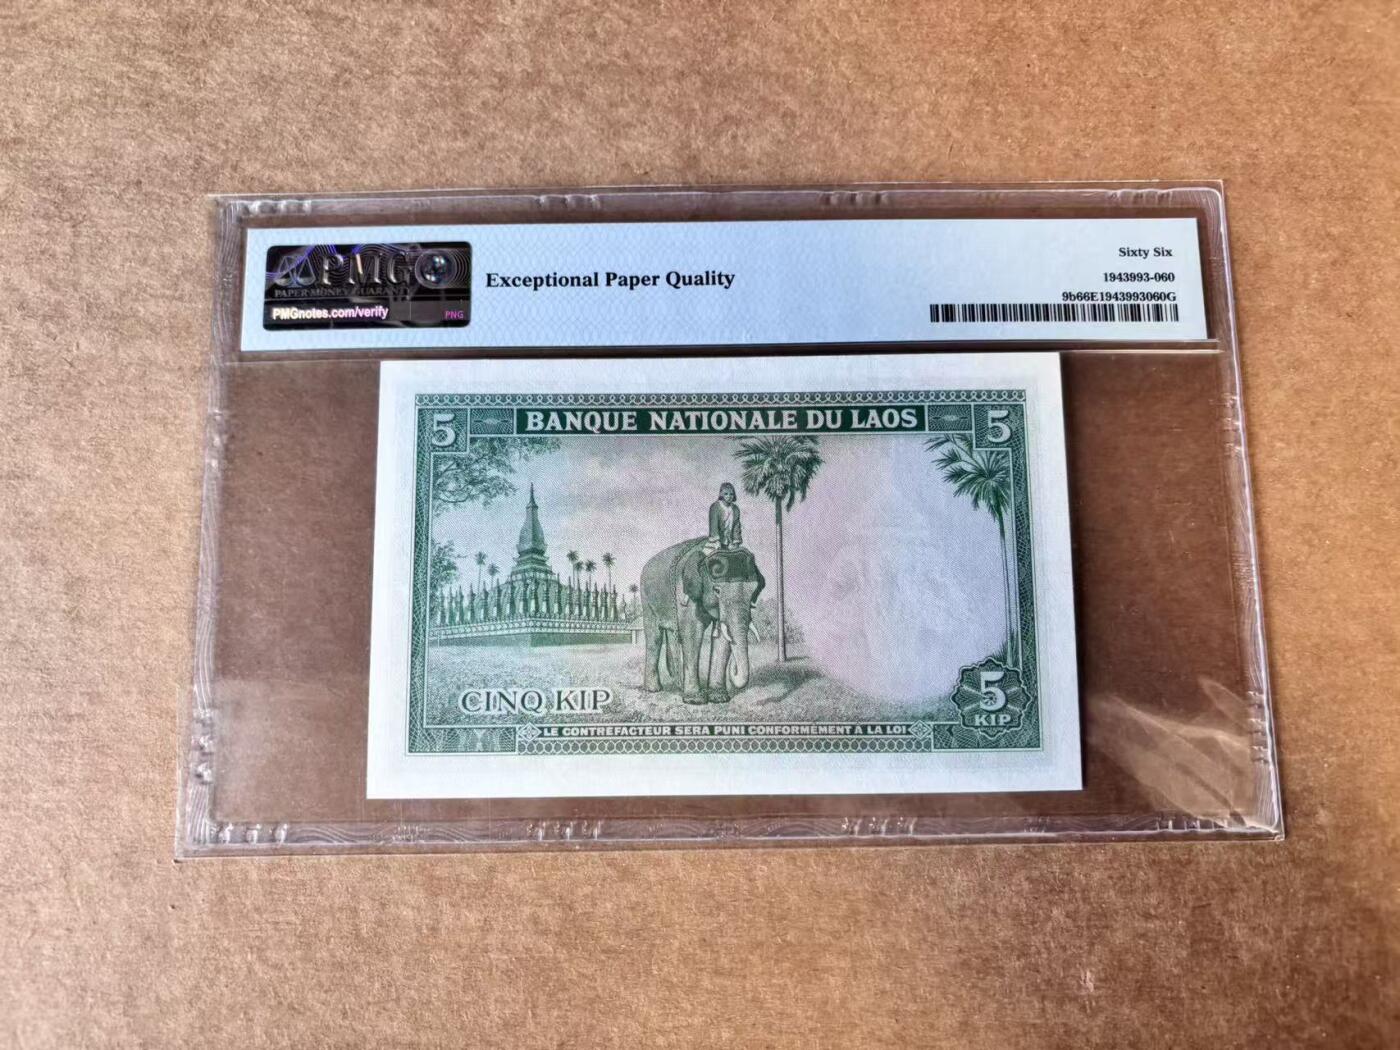 PMG
PAPER MONEY GUARANTY
PMGnotes.com/verify
PNG
Exceptional Paper Quality
Sixty Six
1943993-060
9b66E1943993060G
5 BANQUE NATIONALE DU LAOS 5
CINQ KIP
5
KIP
LE CONTREFACTEUR SERA PUNI CONFORMÉMENT A LA LOI